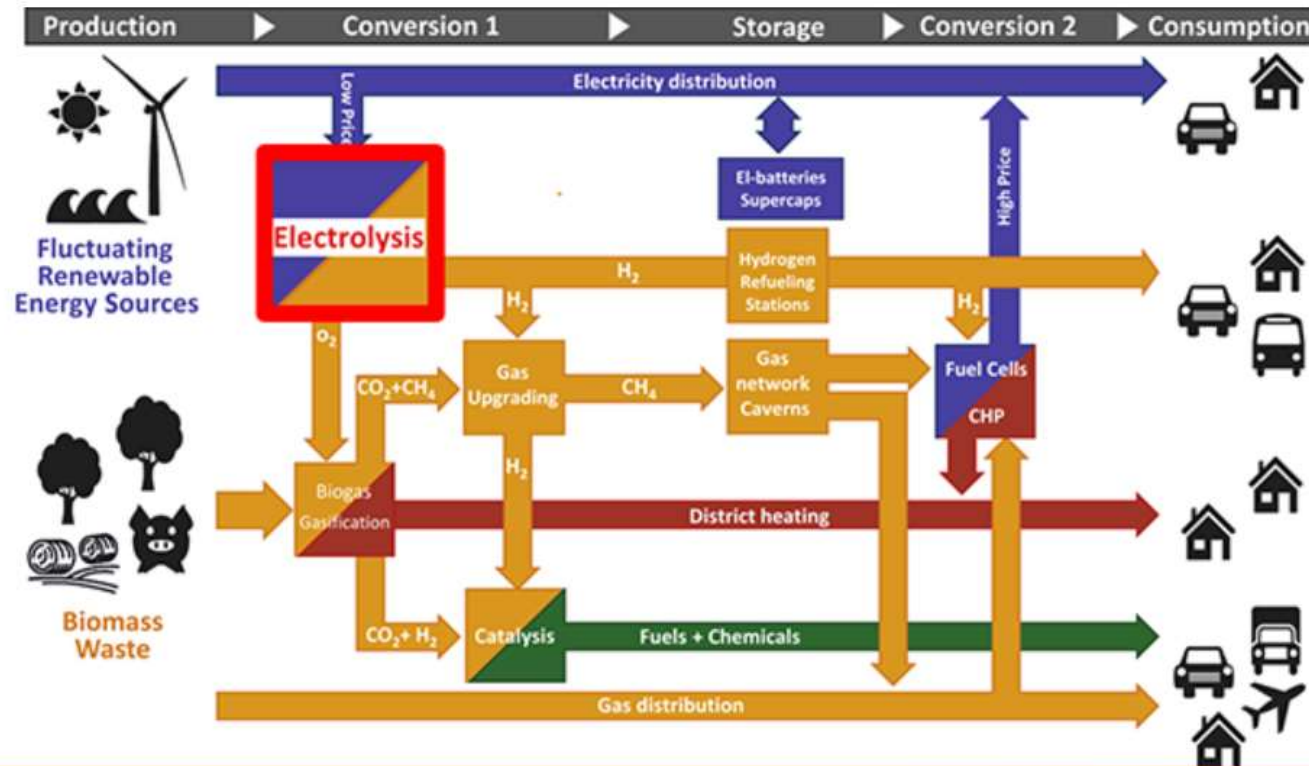 Production
Conversion 1
Storage
Conversion 2
Consumption
Electricity distribution
Low Price
El-batteries
Supercaps
High Price
Electrolysis
Fluctuating
Renewable
Energy Sources
H₂
Hydrogen
Refueling
Stations
H₂
H₂
O₂
CO₂+CH₄
Gas
Upgrading
CH₄
Gas
network
Caverns
Fuel Cells
CHP
H₂
Biogas
Gasification
District heating
Biomass
Waste
CO₂+ H₂
Catalysis
Fuels + Chemicals
Gas distribution